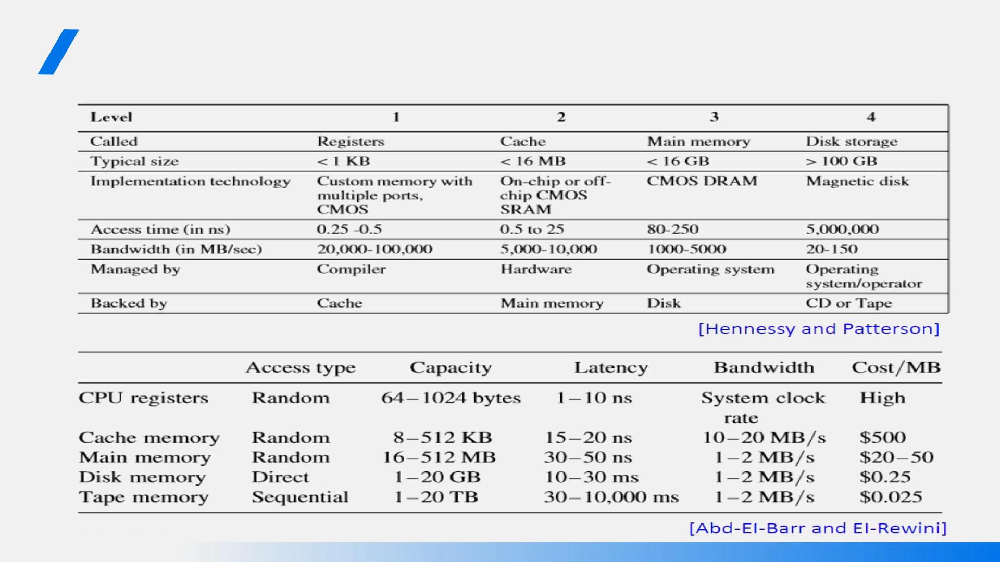 Level 1 2 3 4
Called Registers Cache Main memory Disk storage
Typical size < 1 KB < 16 MB < 16 GB > 100 GB
Implementation technology Custom memory with On-chip or off- CMOS DRAM Magnetic disk
multiple ports, chip CMOS
CMOS SRAM
Access time (in ns) 0.25 -0.5 0.5 to 25 80-250 5,000,000
Bandwidth (in MB/sec) 20,000-100,000 5,000-10,000 1000-5000 20-150
Managed by Compiler Hardware Operating system Operating
system/operator
Backed by Cache Main memory Disk CD or Tape
[Hennessy and Patterson]
Access type Capacity Latency Bandwidth Cost/MB
CPU registers Random 64–1024 bytes 1–10 ns System clock High
rate
Cache memory Random 8–512 KB 15–20 ns 10–20 MB/s $500
Main memory Random 16–512 MB 30–50 ns 1–2 MB/s $20–50
Disk memory Direct 1–20 GB 10–30 ms 1–2 MB/s $0.25
Tape memory Sequential 1–20 TB 30–10,000 ms 1–2 MB/s $0.025
[Abd-EI-Barr and EI-Rewini]